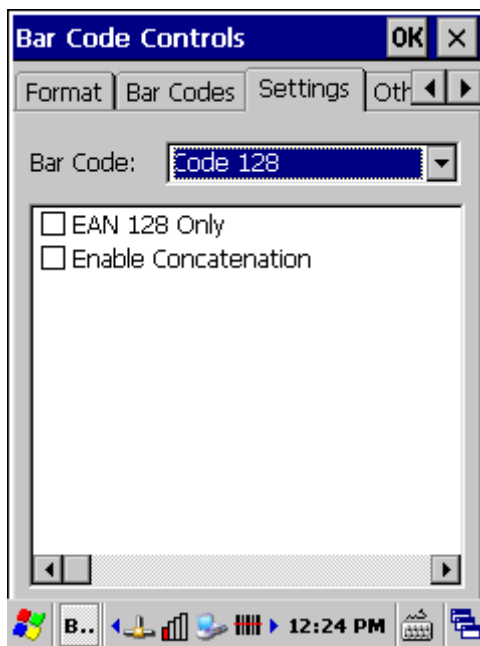 Bar Code Controls OK ×
Format Bar Codes Settings Oth
Bar Code: Code 128
EAN 128 Only
Enable Concatenation
B.. 12:24 PM